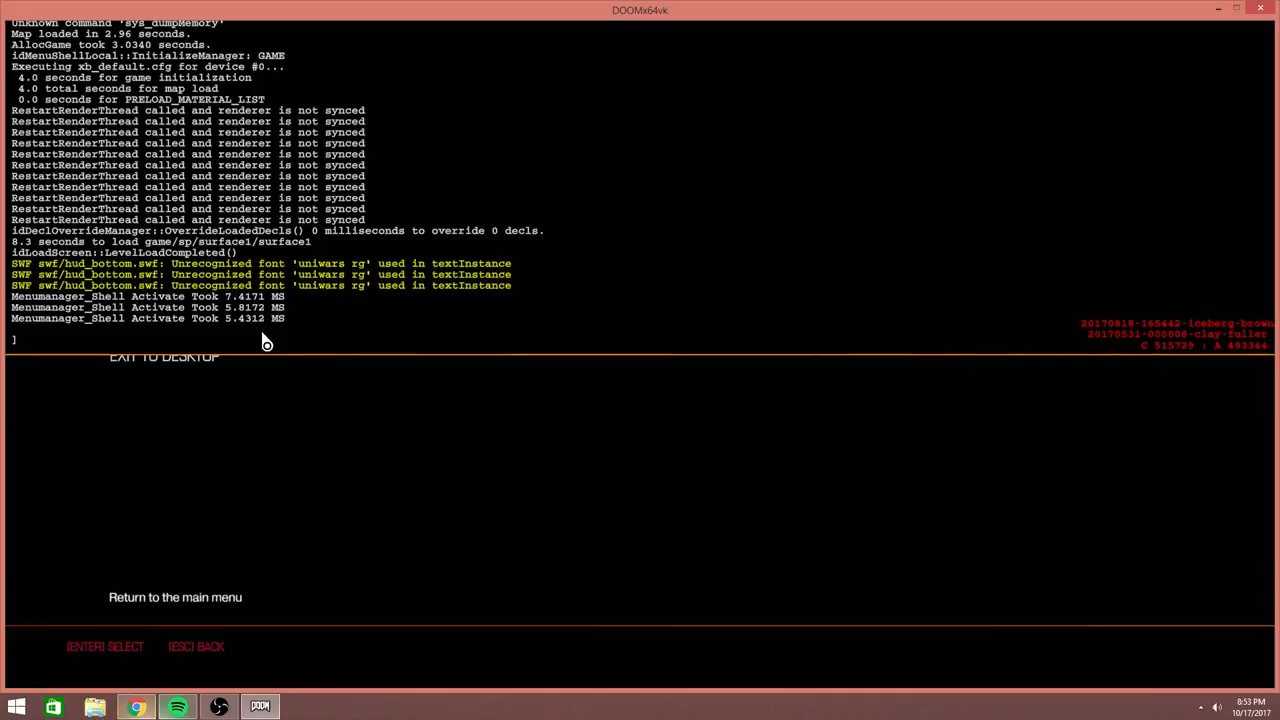 DOOMx64vk
Unknown command 'sys_dumpMemory'
Map loaded in 2.96 seconds.
AllocGame took 3.0340 seconds.
idMenuShellLocal::InitializeManager: GAME
Executing xb_default.cfg for device #0...
4.0 seconds for game initialization
4.0 total seconds for map load
0.0 seconds for PRELOAD_MATERIAL_LIST
RestartRenderThread called and renderer is not synced
RestartRenderThread called and renderer is not synced
RestartRenderThread called and renderer is not synced
RestartRenderThread called and renderer is not synced
RestartRenderThread called and renderer is not synced
RestartRenderThread called and renderer is not synced
RestartRenderThread called and renderer is not synced
RestartRenderThread called and renderer is not synced
RestartRenderThread called and renderer is not synced
RestartRenderThread called and renderer is not synced
RestartRenderThread called and renderer is not synced
idDeclOverrideManager::OverrideLoadedDecls() 0 milliseconds to override 0 decls.
8.3 seconds to load game/sp/surface1/surface1
idLoadScreen::LevelLoadCompleted()
SWF swf/hud_bottom.swf: Unrecognized font 'uniwars rg' used in textInstance
SWF swf/hud_bottom.swf: Unrecognized font 'uniwars rg' used in textInstance
SWF swf/hud_bottom.swf: Unrecognized font 'uniwars rg' used in textInstance
Menumanager_Shell Activate Took 7.4171 MS
Menumanager_Shell Activate Took 5.8172 MS
Menumanager_Shell Activate Took 5.4312 MS
20170818-165442-iceberg-brown
20170531-000008-clay-fuller
C 515729 : A 493344
]
EXIT TO DESKTOP
Return to the main menu
[ENTER] SELECT [ESC] BACK
DOOM
8:53 PM
10/17/2017